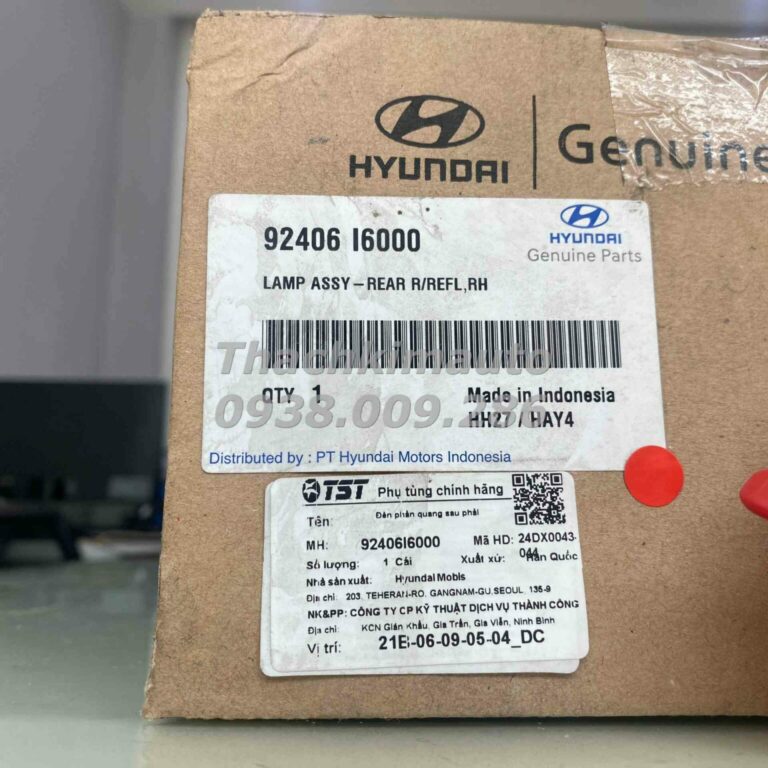 HYUNDAI
Genuine
92406 I6000
HYUNDAI
Genuine Parts
LAMP ASSY-REAR R/REFL,RH
Thachkimauto
QTY 1
Made in Indonesia
0938.009.286
HH27 / HAY4
Distributed by : PT Hyundai Motors Indonesia
TST Phụ tùng chính hãng
Tên: Đèn phản quang sau phải
MH: 92406I6000 Mã HD: 24DX0043-
044
Số lượng: 1 Cái Xuất xứ: Hàn Quốc
Nhà sản xuất: Hyundai Mobis
Địa chỉ: 203, TEHERAN-RO, GANGNAM-GU.SEOUL, 135-9
NK&PP: CÔNG TY CP KỸ THUẬT DỊCH VỤ THÀNH CÔNG
Địa chỉ: KCN Gián Khẩu, Gia Trấn, Gia Viễn, Ninh Bình
Vị trí: 21E-06-09-05-04_DC